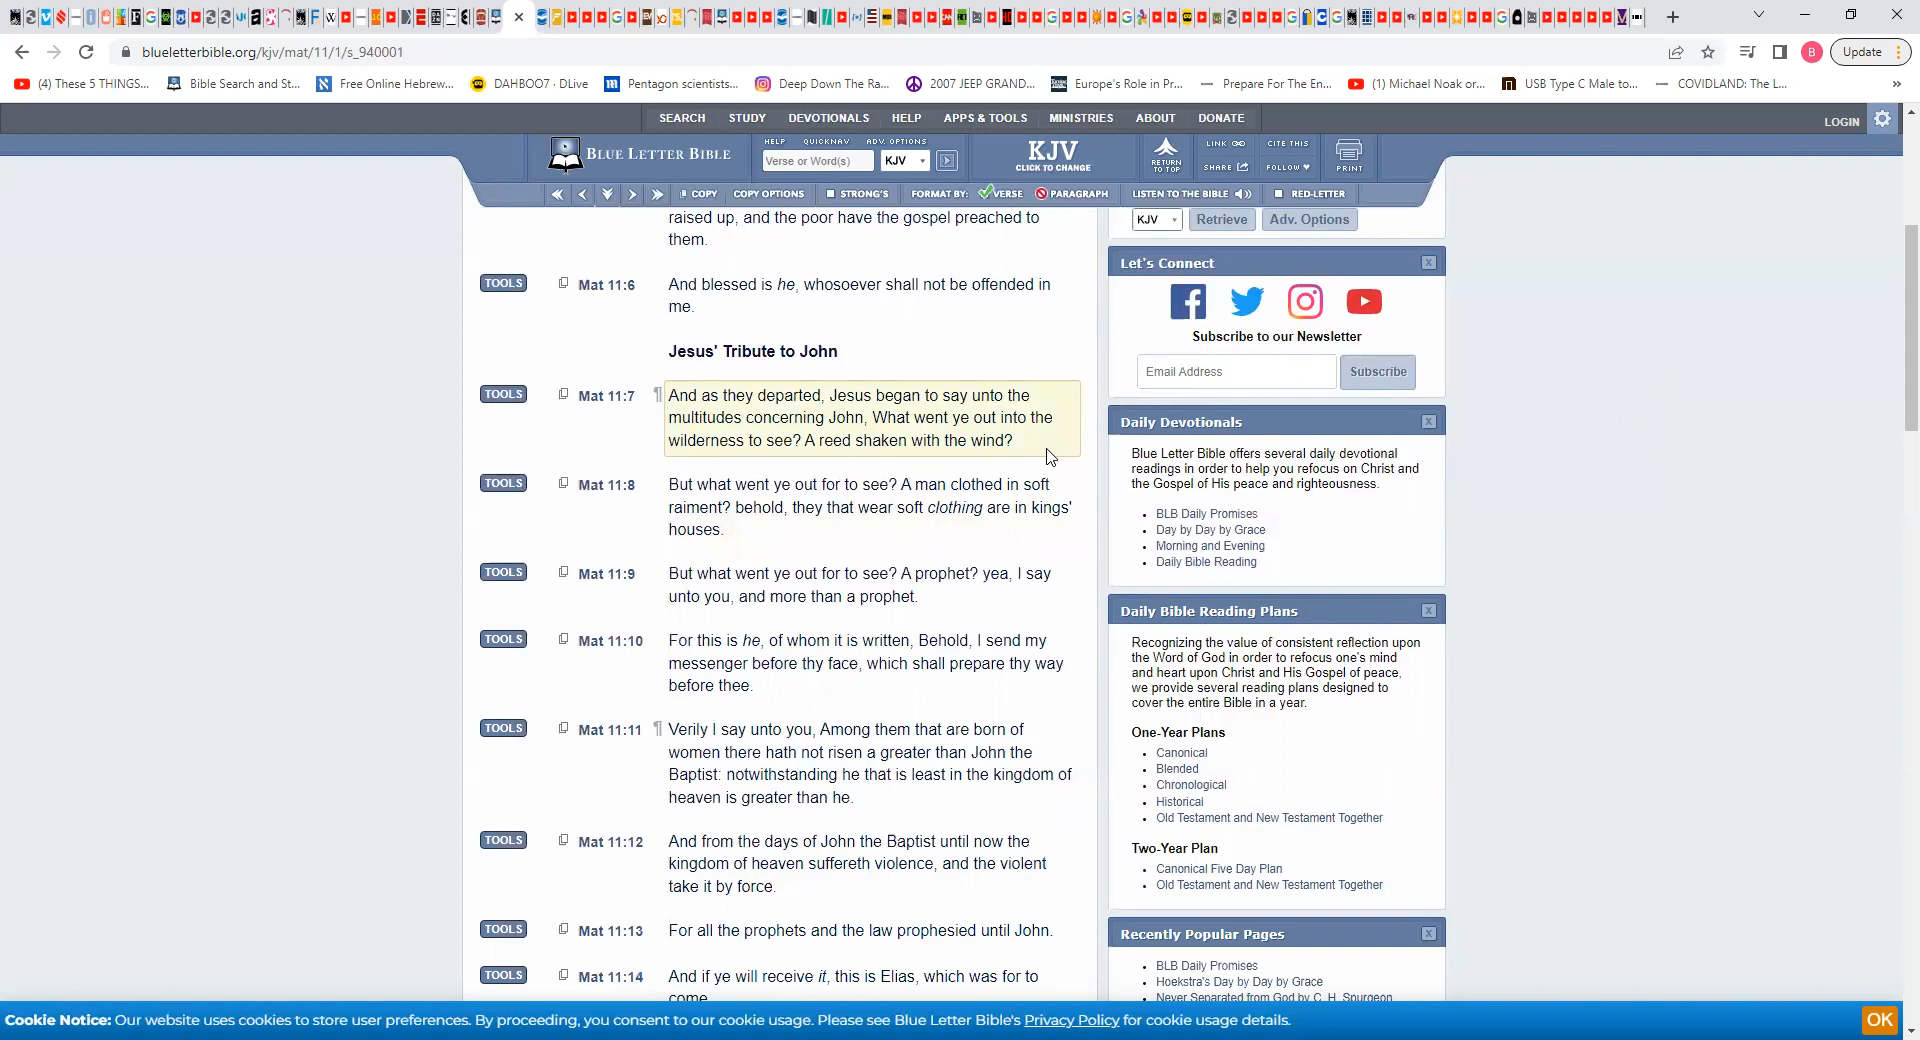 blueletterbible.org/kjv/mat/11/1/s_940001
B
Update
(4) These 5 THINGS...
Bible Search and St...
Free Online Hebrew...
DAHBOO7 · DLive
Pentagon scientists...
Deep Down The Ra...
2007 JEEP GRAND...
Europe's Role in Pr...
Prepare For The En...
(1) Michael Noak or...
USB Type C Male to...
COVIDLAND: The L...
»
SEARCH STUDY DEVOTIONALS HELP APPS & TOOLS MINISTRIES ABOUT DONATE
LOGIN
BLUE LETTER BIBLE
HELP QUICKNAV ADV. OPTIONS
Verse or Word(s) KJV
KJV
CLICK TO CHANGE
RETURN
TO TOP
LINK
SHARE
CITE THIS
FOLLOW
PRINT
COPY COPY OPTIONS STRONG'S FORMAT BY: VERSE PARAGRAPH LISTEN TO THE BIBLE RED-LETTER
raised up, and the poor have the gospel preached to
them.
TOOLS Mat 11:6 And blessed is he, whosoever shall not be offended in
me.
Jesus' Tribute to John
TOOLS Mat 11:7 ¶ And as they departed, Jesus began to say unto the
multitudes concerning John, What went ye out into the
wilderness to see? A reed shaken with the wind?
TOOLS Mat 11:8 But what went ye out for to see? A man clothed in soft
raiment? behold, they that wear soft clothing are in kings'
houses.
TOOLS Mat 11:9 But what went ye out for to see? A prophet? yea, I say
unto you, and more than a prophet.
TOOLS Mat 11:10 For this is he, of whom it is written, Behold, I send my
messenger before thy face, which shall prepare thy way
before thee.
TOOLS Mat 11:11 ¶ Verily I say unto you, Among them that are born of
women there hath not risen a greater than John the
Baptist: notwithstanding he that is least in the kingdom of
heaven is greater than he.
TOOLS Mat 11:12 And from the days of John the Baptist until now the
kingdom of heaven suffereth violence, and the violent
take it by force.
TOOLS Mat 11:13 For all the prophets and the law prophesied until John.
TOOLS Mat 11:14 And if ye will receive it, this is Elias, which was for to
come.
KJV Retrieve Adv. Options
Let's Connect X
Subscribe to our Newsletter
Email Address Subscribe
Daily Devotionals X
Blue Letter Bible offers several daily devotional
readings in order to help you refocus on Christ and
the Gospel of His peace and righteousness.
BLB Daily Promises
Day by Day by Grace
Morning and Evening
Daily Bible Reading
Daily Bible Reading Plans X
Recognizing the value of consistent reflection upon
the Word of God in order to refocus one's mind
and heart upon Christ and His Gospel of peace,
we provide several reading plans designed to
cover the entire Bible in a year.
One-Year Plans
Canonical
Blended
Chronological
Historical
Old Testament and New Testament Together
Two-Year Plan
Canonical Five Day Plan
Old Testament and New Testament Together
Recently Popular Pages X
BLB Daily Promises
Hoekstra's Day by Day by Grace
Never Separated from God by C. H. Spurgeon
Cookie Notice: Our website uses cookies to store user preferences. By proceeding, you consent to our cookie usage. Please see Blue Letter Bible's Privacy Policy for cookie usage details.
OK